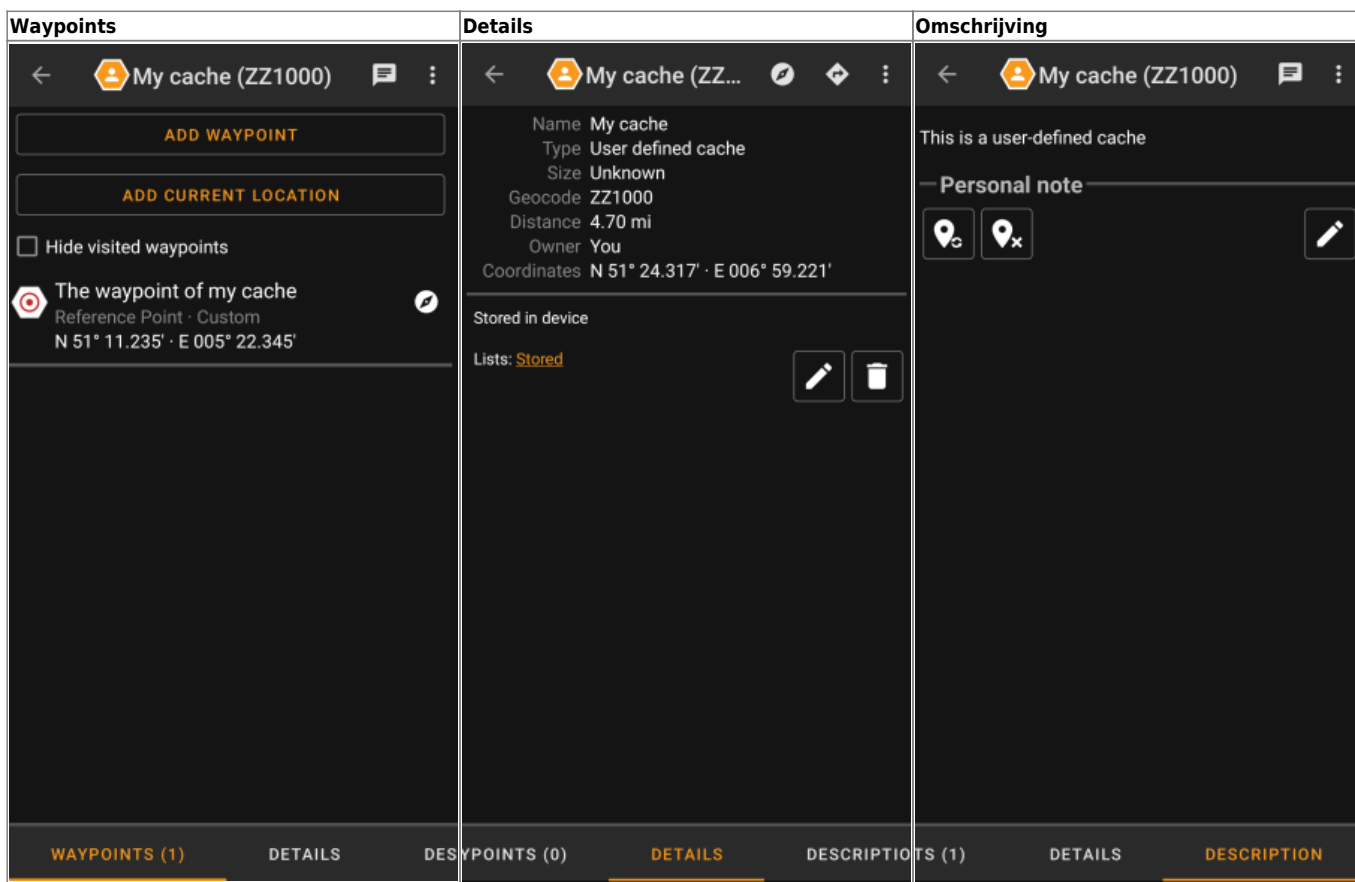 Waypoints
My cache (ZZ1000)
ADD WAYPOINT
ADD CURRENT LOCATION
Hide visited waypoints
The waypoint of my cache
Reference Point · Custom
N 51° 11.235' · E 005° 22.345'
WAYPOINTS (1) DETAILS DES
Details
My cache (ZZ...
Name My cache
Type User defined cache
Size Unknown
Geocode ZZ1000
Distance 4.70 mi
Owner You
Coordinates N 51° 24.317' · E 006° 59.221'
Stored in device
Lists: Stored
YPOINTS (0) DETAILS DESCRIPTIO
Omschrijving
My cache (ZZ1000)
This is a user-defined cache
Personal note
TS (1) DETAILS DESCRIPTION